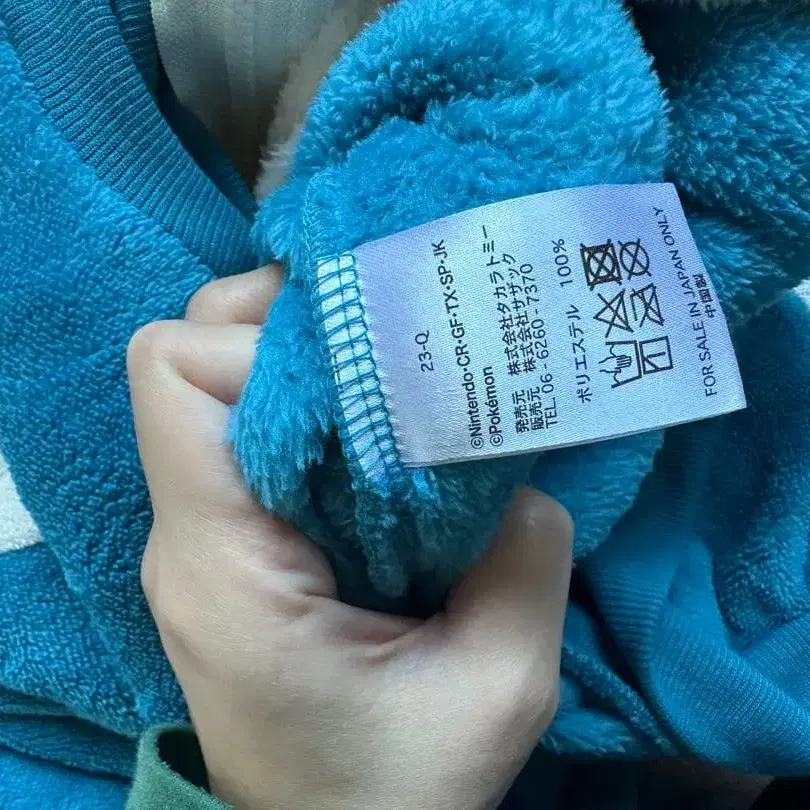 23-Q
©Nintendo・CR・GF・TX・SP・JK
©Pokémon
発売元 株式会社タカラトミー
販売元 株式会社ササック
TEL. 06-6260-7370
ポリエステル 100%
FOR SALE IN JAPAN ONLY
中国製